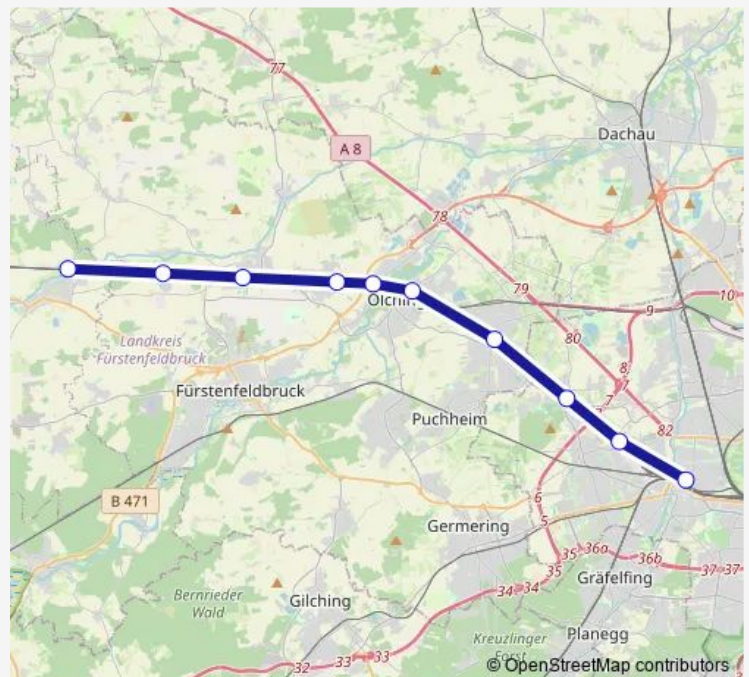 77
A 8
Dachau
78
79
10
9
Olching
80
8
7
Landkreis
Fürstenfeldbruck
7
Fürstenfeldbruck
82
Puchheim
B 471
6
5
Germering
35
36a
36b
37
37
35
Gräfelfing
Bernrieder
Wald
Gilching
34
34
Planegg
Kreuzlinger
Forst
32
33
33
© OpenStreetMap contributors